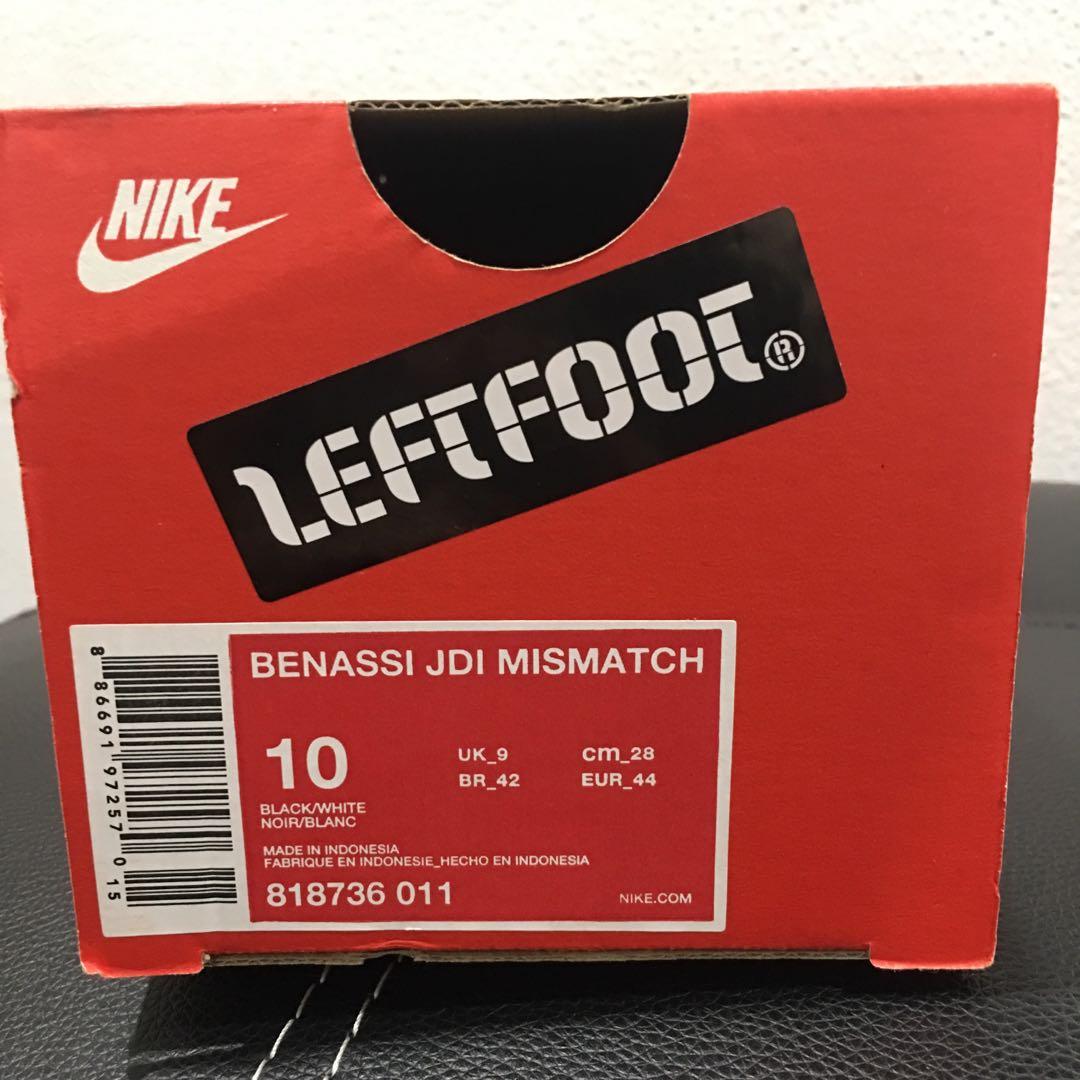 NIKE
LEFTFOOT®
BENASSI JDI MISMATCH
10
UK_9 cm_28
BR_42 EUR_44
BLACK/WHITE
NOIR/BLANC
MADE IN INDONESIA
FABRIQUE EN INDONESIE_HECHO EN INDONESIA
818736 011
NIKE.COM
8 86691 97257 0 15